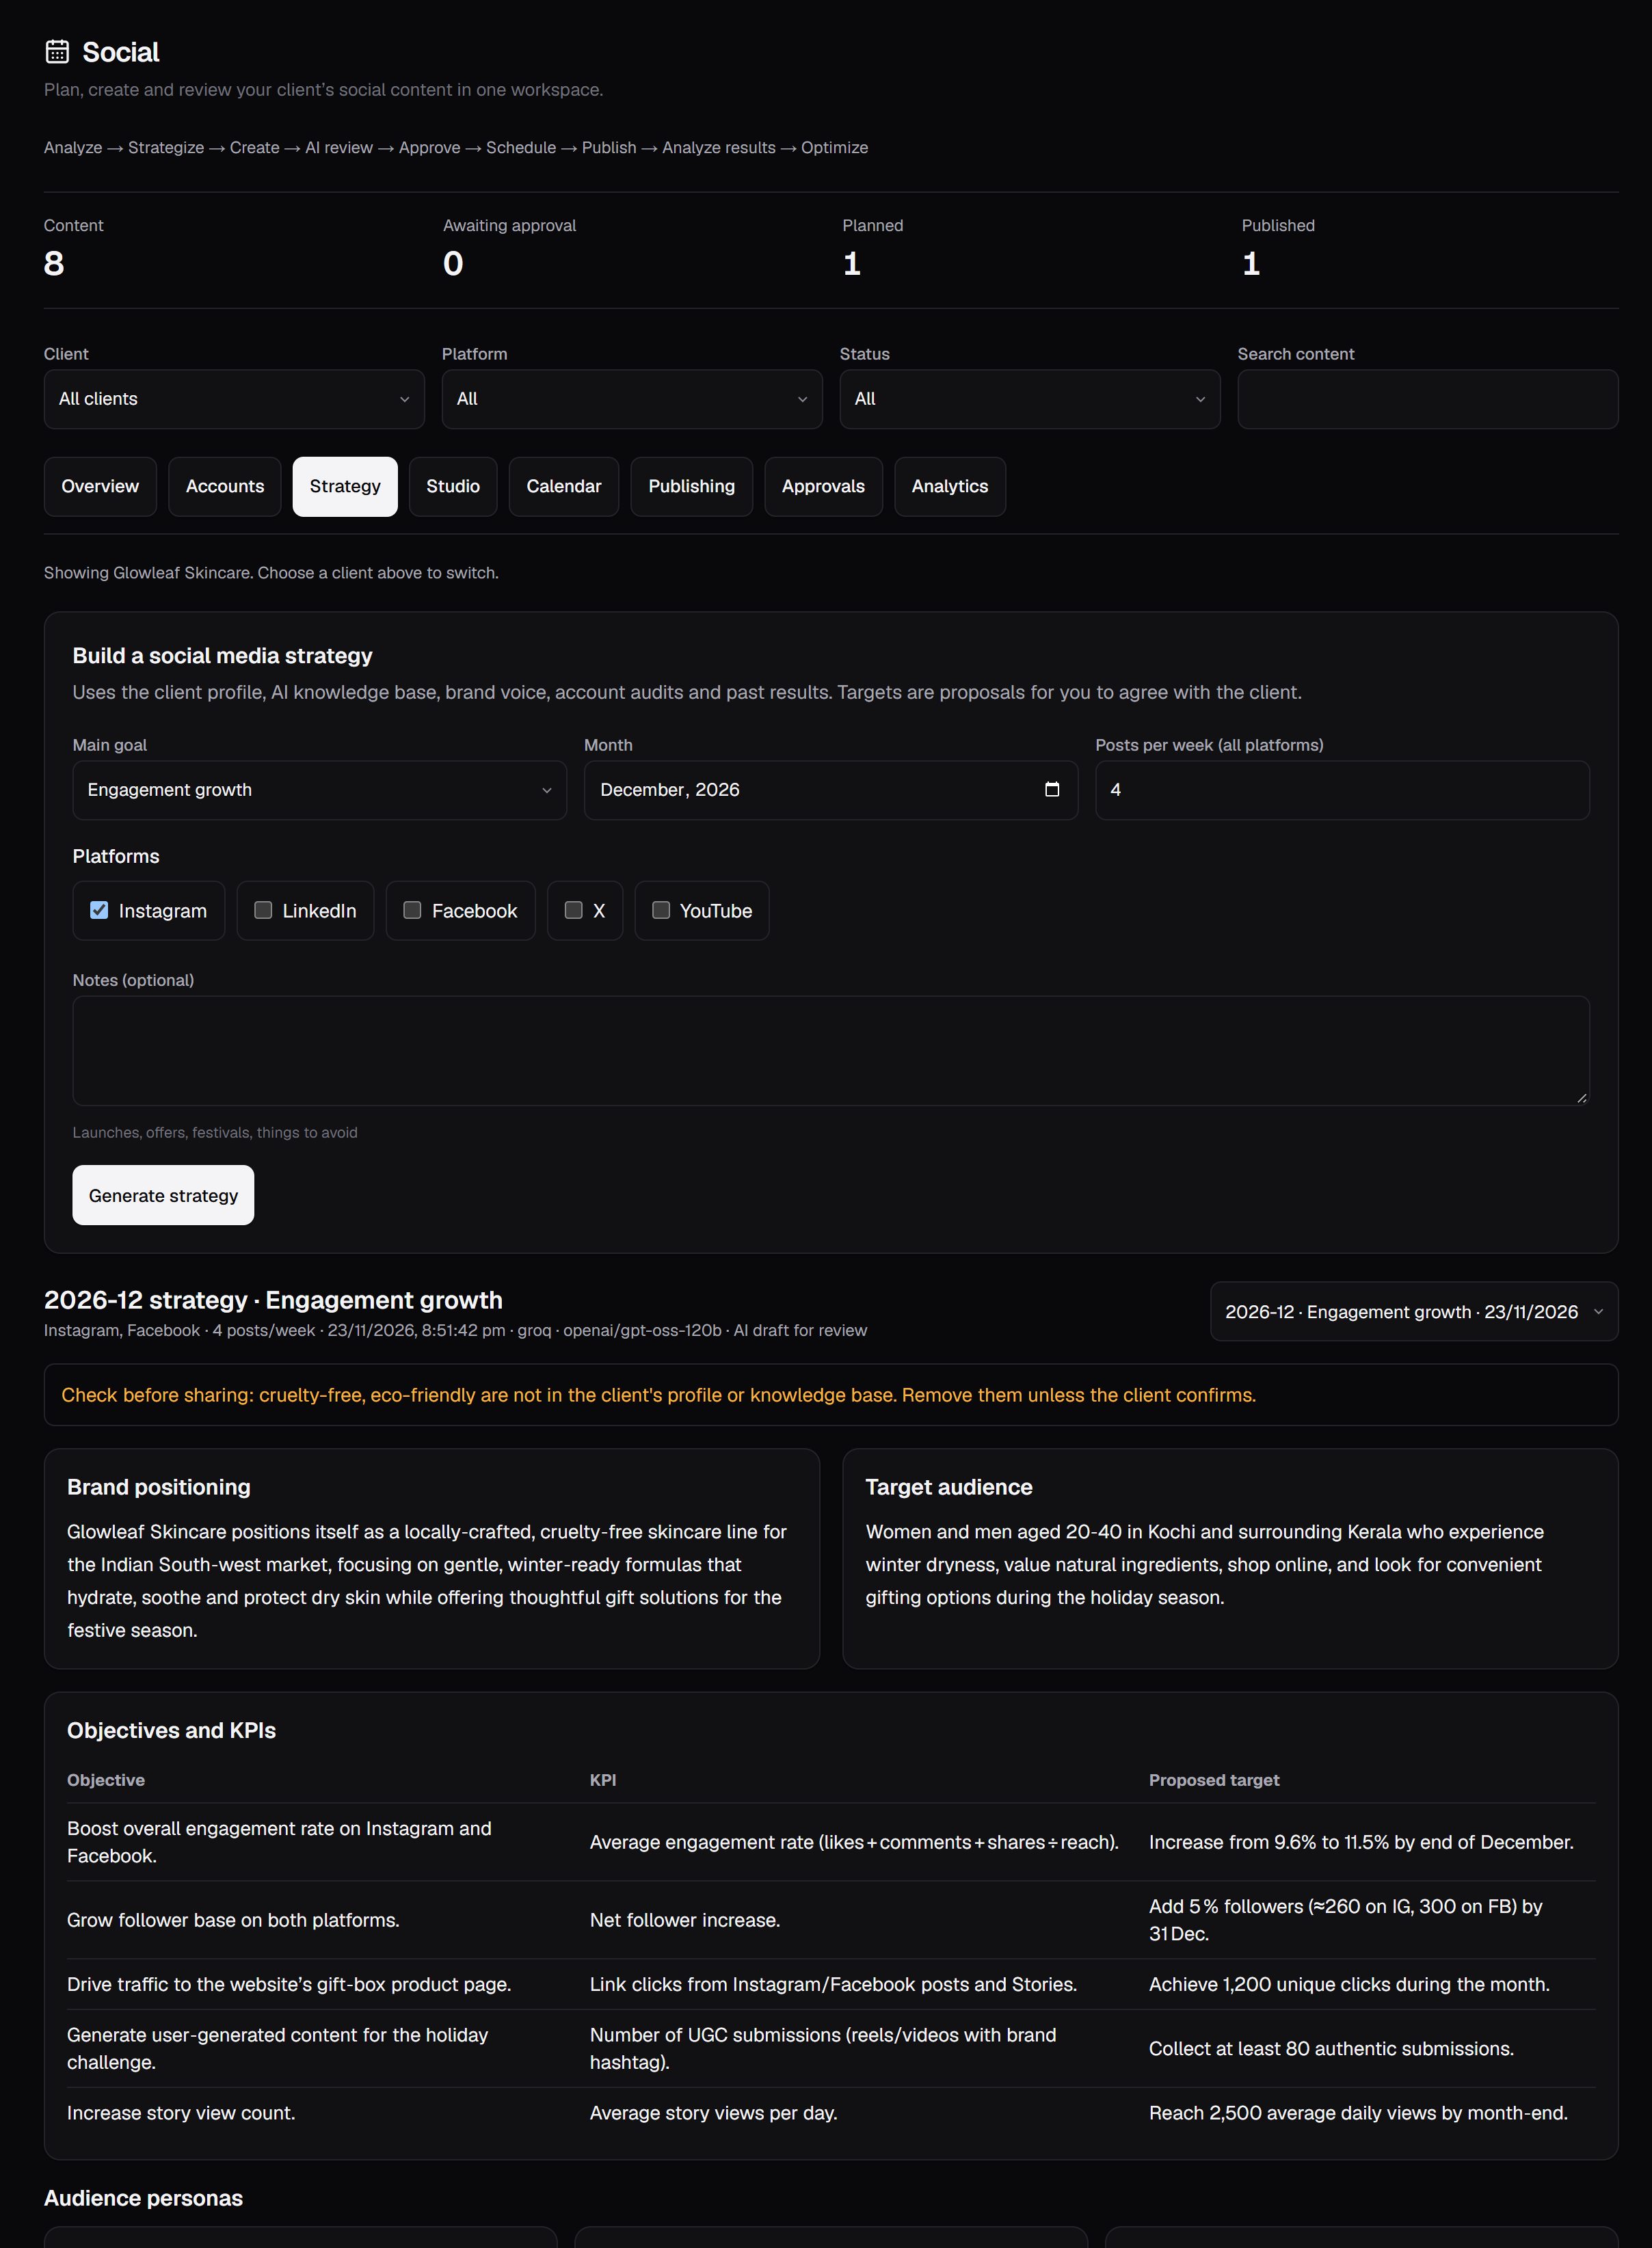 Social
Plan, create and review your client’s social content in one workspace.
Analyze → Strategize → Create → AI review → Approve → Schedule → Publish → Analyze results → Optimize
Content
8
Awaiting approval
0
Planned
1
Published
1
Client
All clients
Platform
All
Status
All
Search content
Overview
Accounts
Strategy
Studio
Calendar
Publishing
Approvals
Analytics
Showing Glowleaf Skincare. Choose a client above to switch.
Build a social media strategy
Uses the client profile, AI knowledge base, brand voice, account audits and past results. Targets are proposals for you to agree with the client.
Main goal
Engagement growth
Month
December, 2026
Posts per week (all platforms)
4
Platforms
Instagram
LinkedIn
Facebook
X
YouTube
Notes (optional)
Launches, offers, festivals, things to avoid
Generate strategy
2026-12 strategy · Engagement growth
Instagram, Facebook · 4 posts/week · 23/11/2026, 8:51:42 pm · groq · openai/gpt-oss-120b · AI draft for review
2026-12 · Engagement growth · 23/11/2026
Check before sharing: cruelty-free, eco-friendly are not in the client's profile or knowledge base. Remove them unless the client confirms.
Brand positioning
Glowleaf Skincare positions itself as a locally-crafted, cruelty-free skincare line for
the Indian South-west market, focusing on gentle, winter-ready formulas that
hydrate, soothe and protect dry skin while offering thoughtful gift solutions for the
festive season.
Target audience
Women and men aged 20-40 in Kochi and surrounding Kerala who experience
winter dryness, value natural ingredients, shop online, and look for convenient
gifting options during the holiday season.
Objectives and KPIs
Objective
KPI
Proposed target
Boost overall engagement rate on Instagram and
Facebook.
Average engagement rate (likes + comments + shares ÷ reach).
Increase from 9.6% to 11.5% by end of December.
Grow follower base on both platforms.
Net follower increase.
Add 5 % followers (≈260 on IG, 300 on FB) by
31 Dec.
Drive traffic to the website’s gift-box product page.
Link clicks from Instagram/Facebook posts and Stories.
Achieve 1,200 unique clicks during the month.
Generate user-generated content for the holiday
challenge.
Number of UGC submissions (reels/videos with brand
hashtag).
Collect at least 80 authentic submissions.
Increase story view count.
Average story views per day.
Reach 2,500 average daily views by month-end.
Audience personas